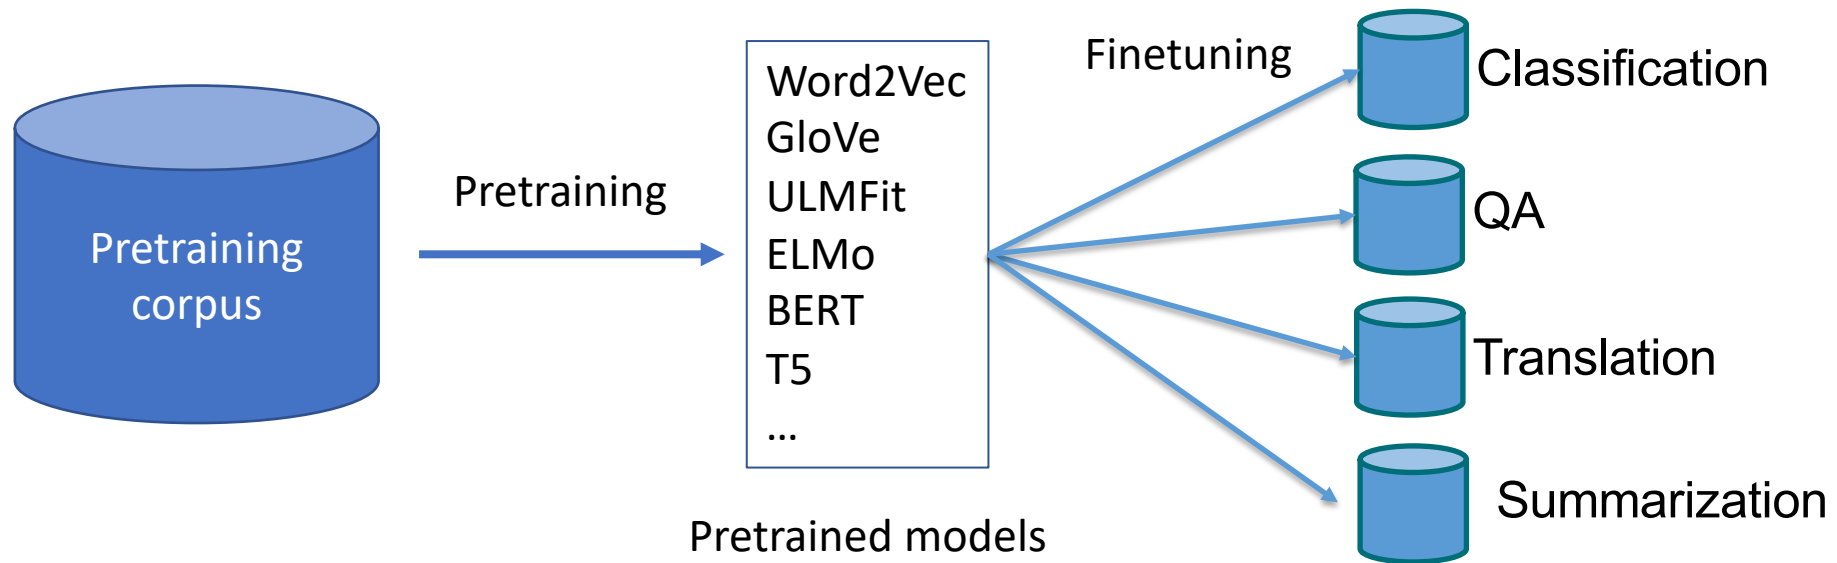 Pretraining
corpus
Pretraining
Word2Vec
GloVe
ULMFit
ELMo
BERT
T5
...
Pretrained models
Finetuning
Classification
QA
Translation
Summarization